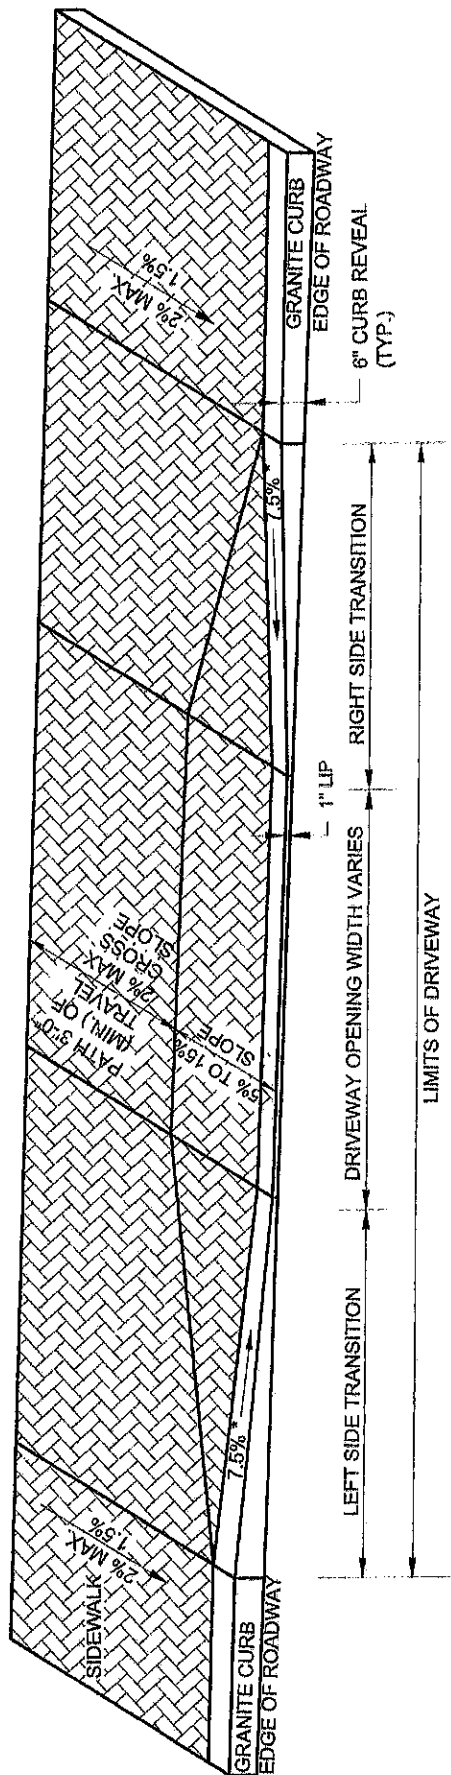 SIDEWALK
1.5%
2% MAX.
PATH 3'-0"
(MIN.) OF
TRAVEL
2% MAX
CROSS
SLOPE
5% TO 15%
SLOPE
1.5%
2% MAX.
7.5% *
7.5% *
GRANITE CURB
EDGE OF ROADWAY
GRANITE CURB
EDGE OF ROADWAY
1" LIP
6" CURB REVEAL
(TYP.)
LEFT SIDE TRANSITION
DRIVEWAY OPENING WIDTH VARIES
RIGHT SIDE TRANSITION
LIMITS OF DRIVEWAY